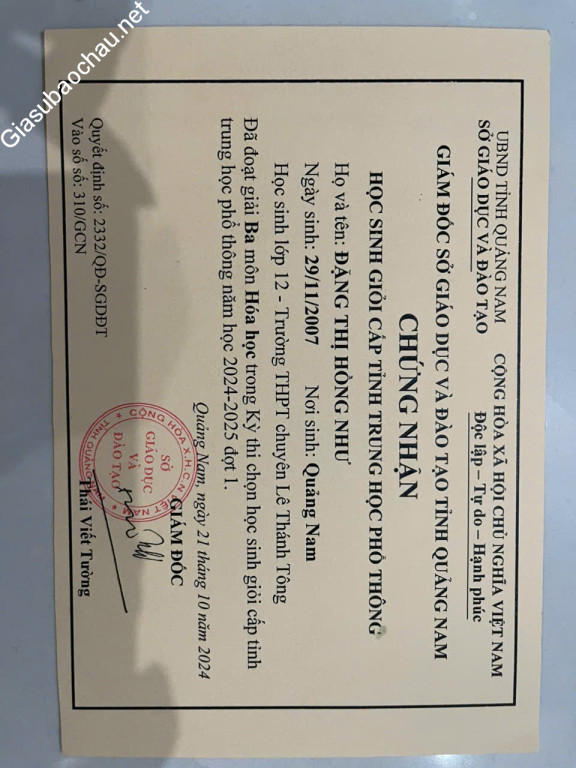 Giasubaochau.net
UBND TỈNH QUẢNG NAM
SỞ GIÁO DỤC VÀ ĐÀO TẠO
CỘNG HÒA XÃ HỘI CHỦ NGHĨA VIỆT NAM
Độc lập – Tự do – Hạnh phúc
GIÁM ĐỐC SỞ GIÁO DỤC VÀ ĐÀO TẠO TỈNH QUẢNG NAM
CHỨNG NHẬN
HỌC SINH GIỎI CẤP TỈNH TRUNG HỌC PHỔ THÔNG
Họ và tên: ĐẶNG THỊ HỒNG NHƯ
Ngày sinh: 29/11/2007 Nơi sinh: Quảng Nam
Học sinh lớp 12 - Trường THPT chuyên Lê Thánh Tông
Đã đoạt giải Ba môn Hóa học trong Kỳ thi chọn học sinh giỏi cấp tỉnh
trung học phổ thông năm học 2024-2025 đợt 1.
Quảng Nam, ngày 21 tháng 10 năm 2024
GIÁM ĐỐC
CỘNG HÒA X.H.C.N VIỆT NAM
SỞ
GIÁO DỤC
VÀ
ĐÀO TẠO
Thái Viết Tường
Quyết định số: 2332/QĐ-SGDĐT
Vào sổ số: 310/GCN